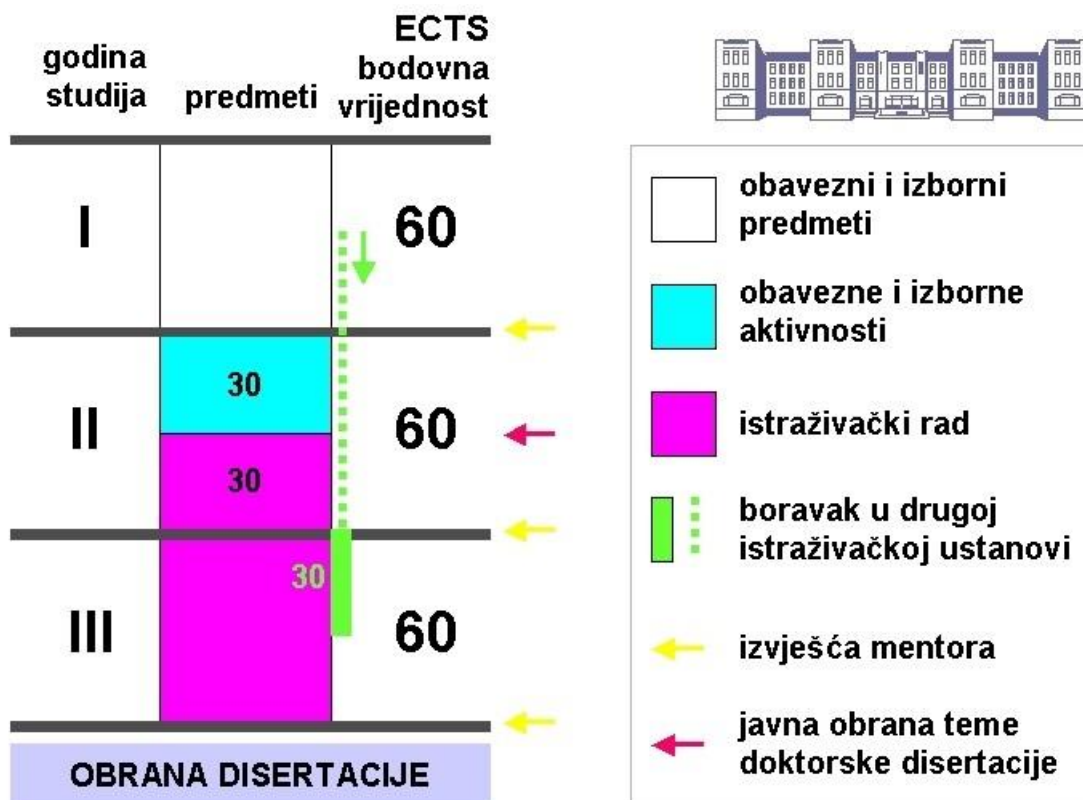 godina
studija
predmeti
ECTS
bodovna
vrijednost
I
60
30
II
30
60
30
III
60
OBRANA DISERTACIJE
obavezni i izborni
predmeti
obavezne i izborne
aktivnosti
istraživački rad
boravak u drugoj
istraživačkoj ustanovi
izvješća mentora
javna obrana teme
doktorske disertacije